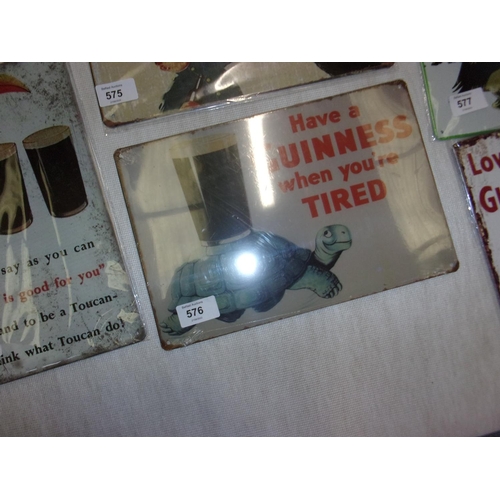 575
577
Have a
GUINNESS
when you're
TIRED
576
say as you can
is good for you"
and to be a Toucan-
think what Toucan do!
Lov
G